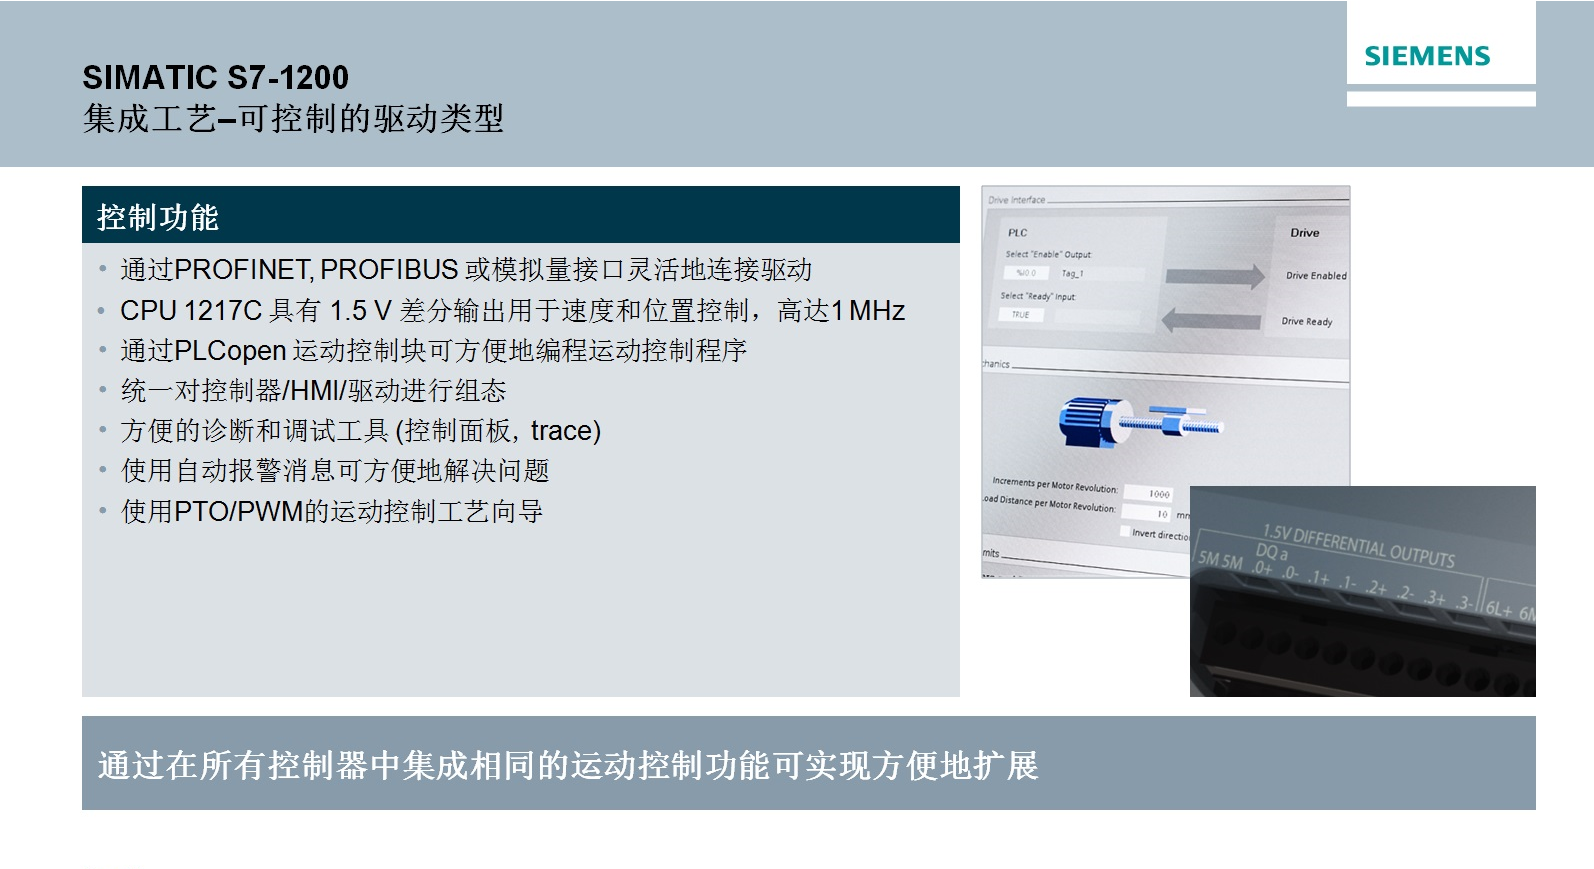 SIEMENS
SIMATIC S7-1200
集成工艺–可控制的驱动类型
控制功能
• 通过PROFINET, PROFIBUS 或模拟量接口灵活地连接驱动
• CPU 1217C 具有 1.5 V 差分输出用于速度和位置控制，高达1 MHz
• 通过PLCopen 运动控制块可方便地编程运动控制程序
• 统一对控制器/HMI/驱动进行组态
• 方便的诊断和调试工具 (控制面板, trace)
• 使用自动报警消息可方便地解决问题
• 使用PTO/PWM的运动控制工艺向导
Drive Interface
PLC
Drive
Select "Enable" Output:
%I0.0 Tag_1
Drive Enabled
Select "Ready" Input:
TRUE
Drive Ready
hanics
Increments per Motor Revolution: 1000
oad Distance per Motor Revolution: 10 mm
Invert directio
mits
1.5V DIFFERENTIAL OUTPUTS
DQ a
5M 5M .0+ .0- .1+ .1- .2+ .2- .3+ .3- 6L+ 6M
通过在所有控制器中集成相同的运动控制功能可实现方便地扩展